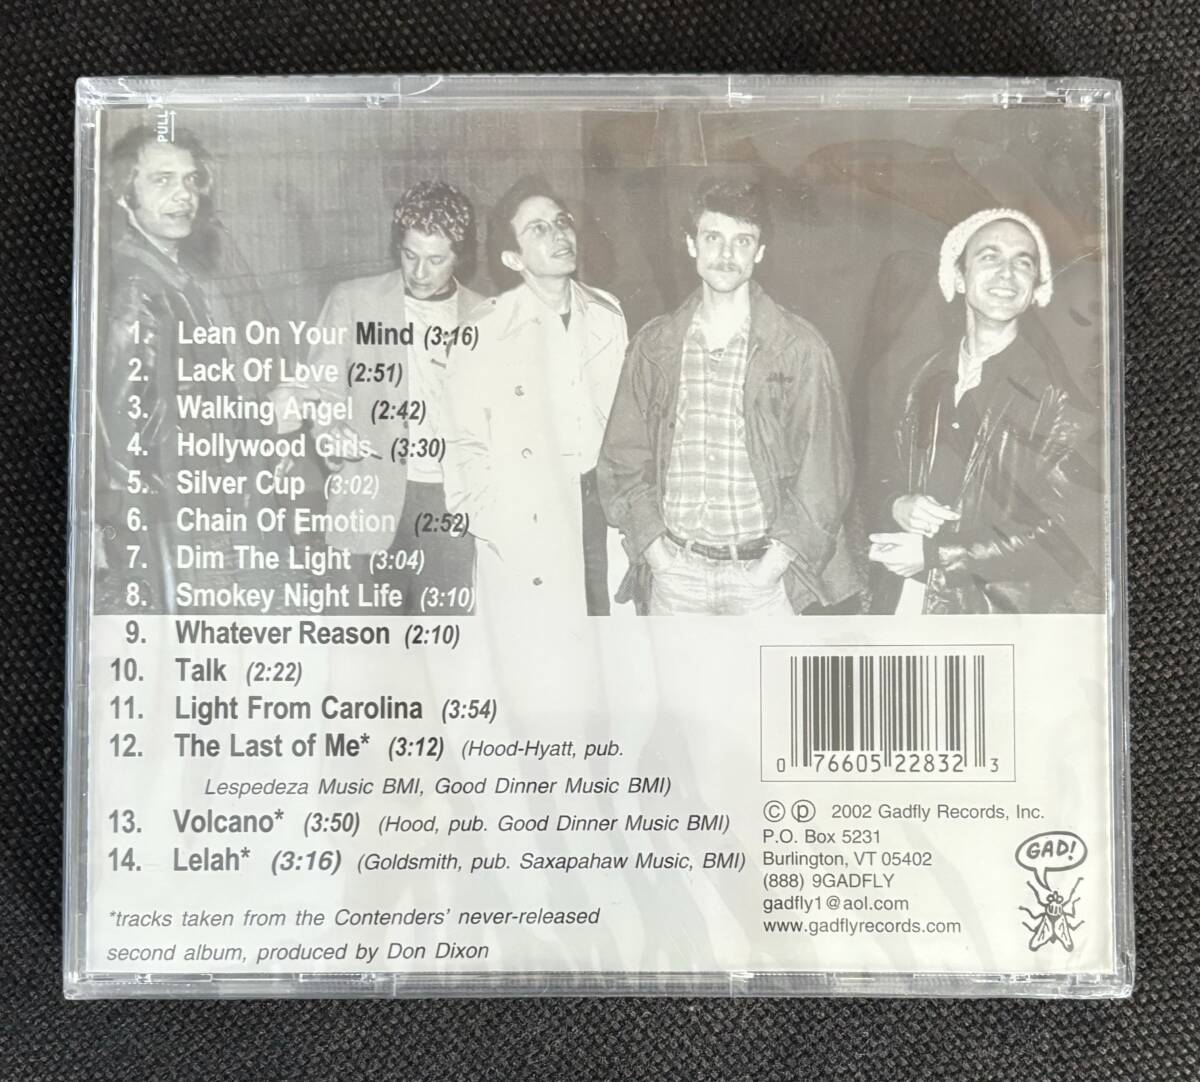 PULL
1. Lean On Your Mind (3:16)
2. Lack Of Love (2:51)
3. Walking Angel (2:42)
4. Hollywood Girls (3:30)
5. Silver Cup (3:02)
6. Chain Of Emotion (2:52)
7. Dim The Light (3:04)
8. Smokey Night Life (3:10)
9. Whatever Reason (2:10)
10. Talk (2:22)
11. Light From Carolina (3:54)
12. The Last of Me* (3:12) (Hood-Hyatt, pub.
Lespedeza Music BMI, Good Dinner Music BMI)
13. Volcano* (3:50) (Hood, pub. Good Dinner Music BMI)
14. Lelah* (3:16) (Goldsmith, pub. Saxapahaw Music, BMI)
*tracks taken from the Contenders' never-released
second album, produced by Don Dixon
0 76605 22832 3
© ℗ 2002 Gadfly Records, Inc.
P.O. Box 5231
Burlington, VT 05402
(888) 9GADFLY
gadfly1@aol.com
www.gadflyrecords.com
GAD!